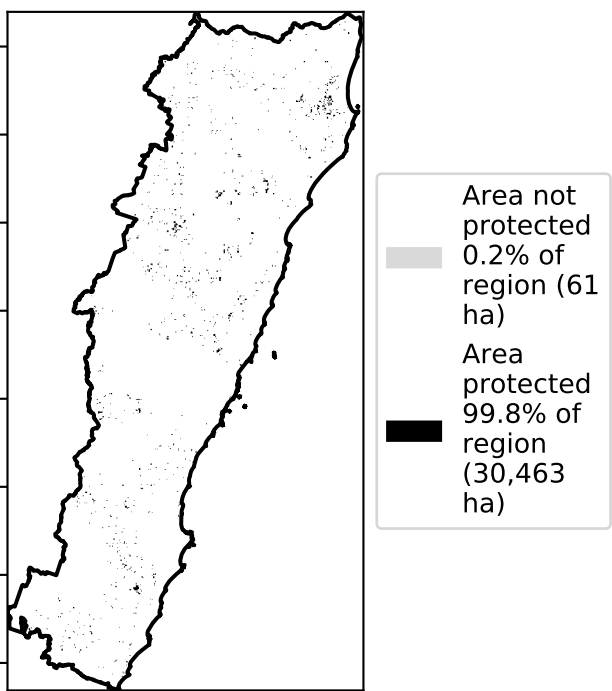 Area not
protected
0.2% of
region (61
ha)
Area
protected
99.8% of
region
(30,463
ha)